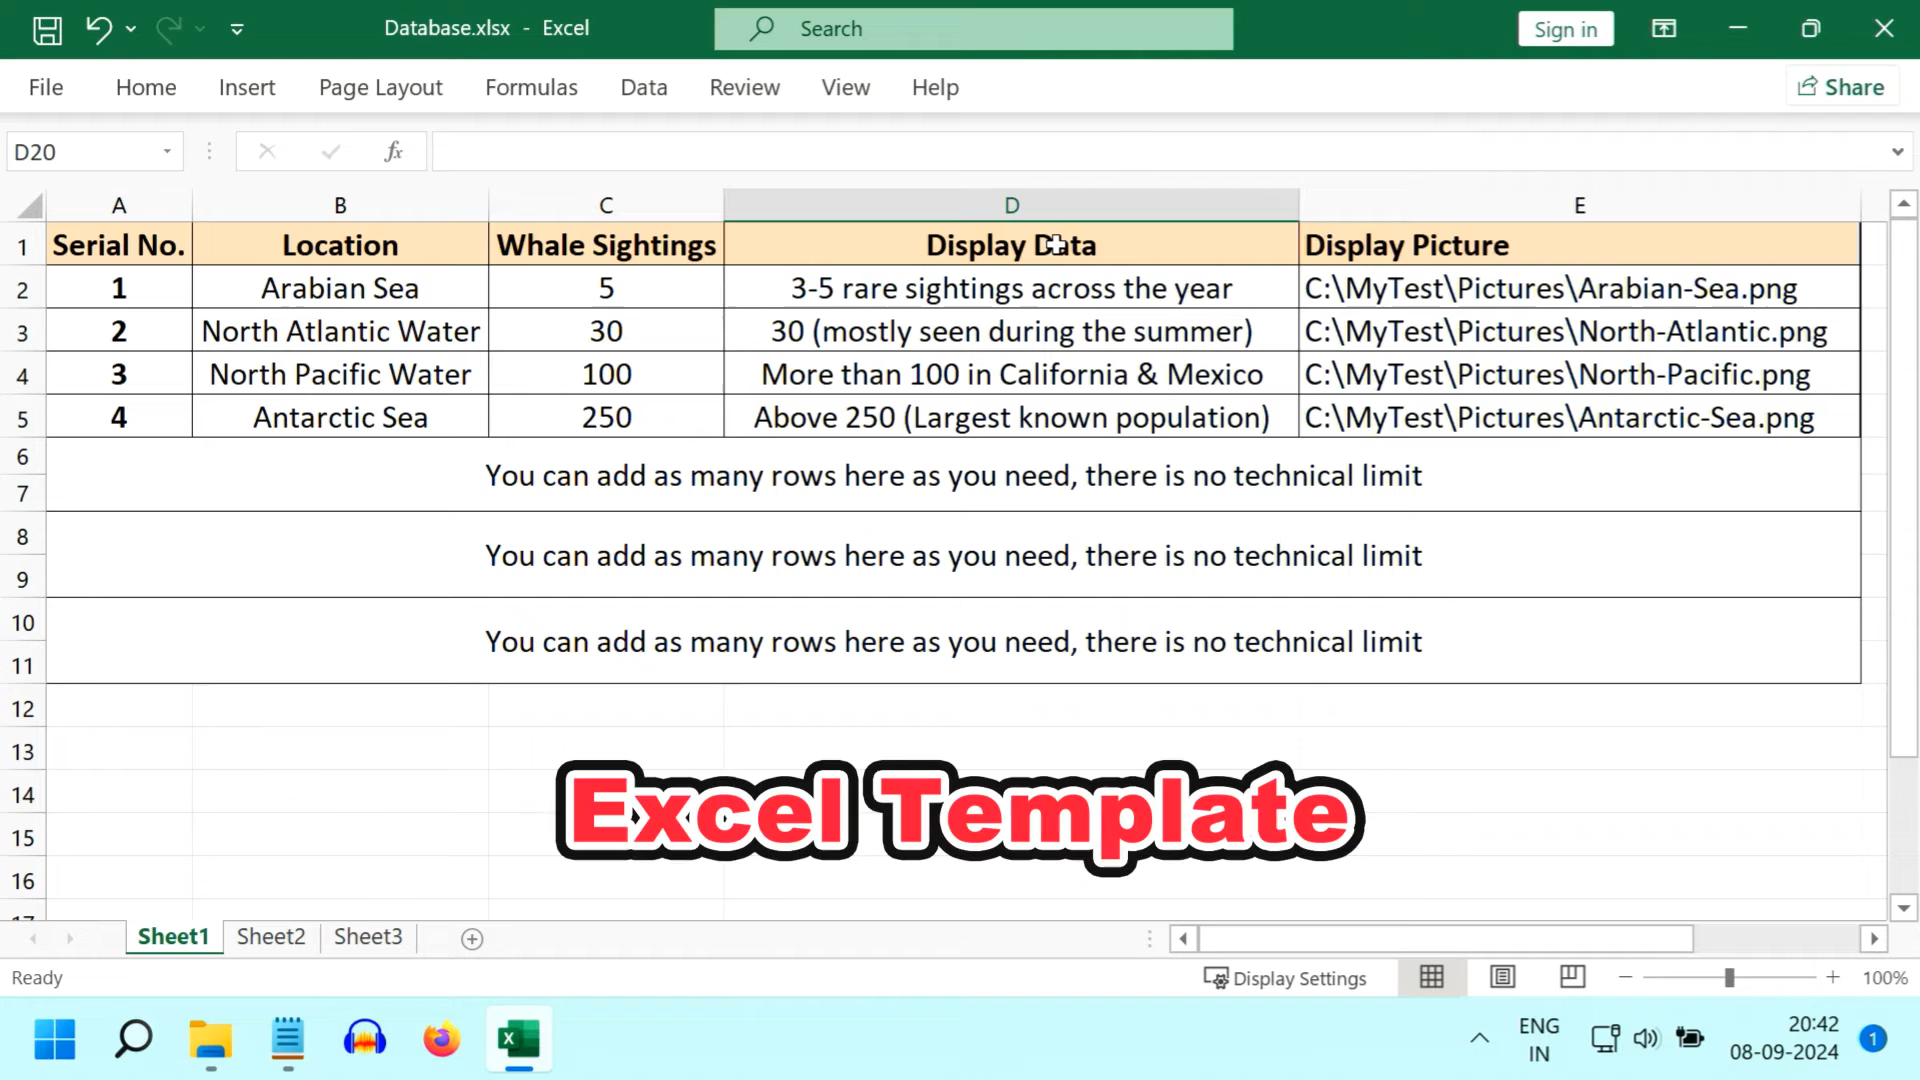 Database.xlsx - Excel
Search
Sign in
File Home Insert Page Layout Formulas Data Review View Help
Share
D20
fx
A B C D E
1 Serial No. Location Whale Sightings Display Data Display Picture
2 1 Arabian Sea 5 3-5 rare sightings across the year C:\MyTest\Pictures\Arabian-Sea.png
3 2 North Atlantic Water 30 30 (mostly seen during the summer) C:\MyTest\Pictures\North-Atlantic.png
4 3 North Pacific Water 100 More than 100 in California & Mexico C:\MyTest\Pictures\North-Pacific.png
5 4 Antarctic Sea 250 Above 250 (Largest known population) C:\MyTest\Pictures\Antarctic-Sea.png
6
You can add as many rows here as you need, there is no technical limit
7
8
You can add as many rows here as you need, there is no technical limit
9
10
You can add as many rows here as you need, there is no technical limit
11
12
13
14
Excel Template
15
16
17
Sheet1 Sheet2 Sheet3
Ready
Display Settings
100%
ENG
IN
20:42
08-09-2024
1